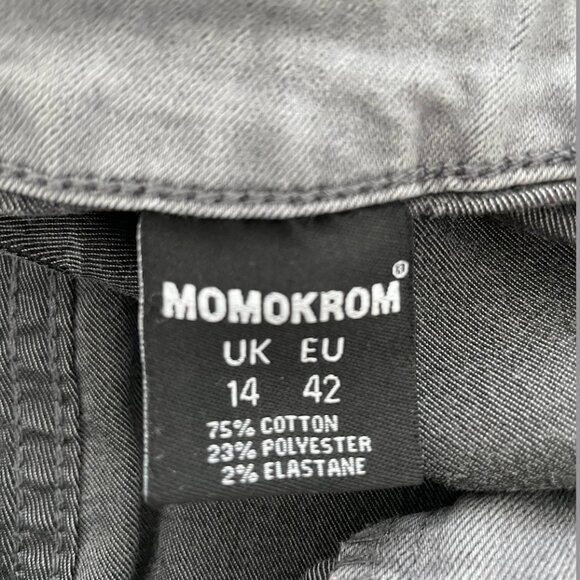 MOMOKROM®
UK EU
14 42
75% COTTON
23% POLYESTER
2% ELASTANE